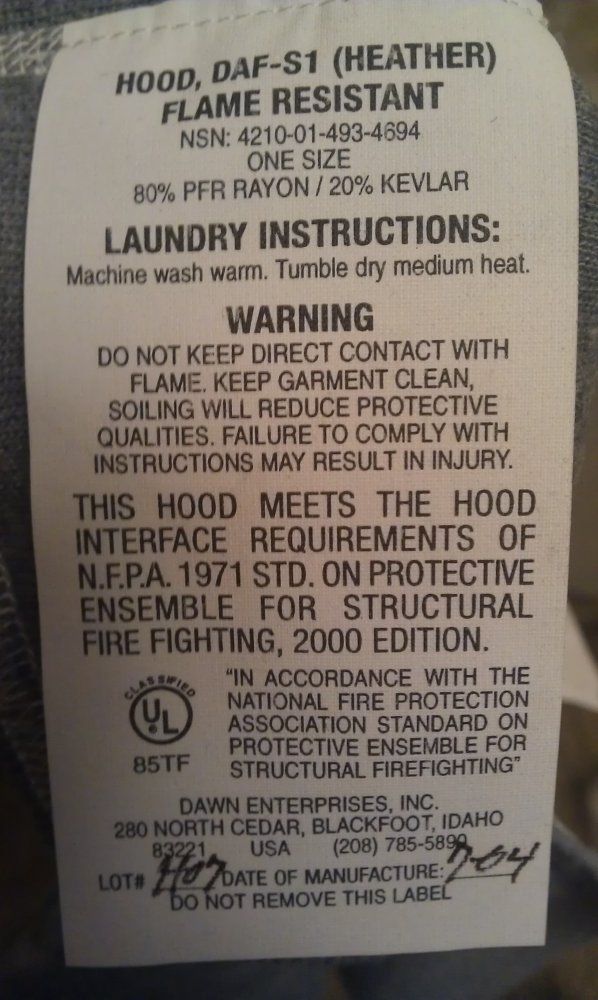 HOOD, DAF-S1 (HEATHER)
FLAME RESISTANT
NSN: 4210-01-493-4694
ONE SIZE
80% PFR RAYON / 20% KEVLAR
LAUNDRY INSTRUCTIONS:
Machine wash warm. Tumble dry medium heat.
WARNING
DO NOT KEEP DIRECT CONTACT WITH
FLAME. KEEP GARMENT CLEAN,
SOILING WILL REDUCE PROTECTIVE
QUALITIES. FAILURE TO COMPLY WITH
INSTRUCTIONS MAY RESULT IN INJURY.
THIS HOOD MEETS THE HOOD
INTERFACE REQUIREMENTS OF
N.F.P.A. 1971 STD. ON PROTECTIVE
ENSEMBLE FOR STRUCTURAL
FIRE FIGHTING, 2000 EDITION.
CLASSIFIED
UL
85TF
"IN ACCORDANCE WITH THE
NATIONAL FIRE PROTECTION
ASSOCIATION STANDARD ON
PROTECTIVE ENSEMBLE FOR
STRUCTURAL FIREFIGHTING"
DAWN ENTERPRISES, INC.
280 NORTH CEDAR, BLACKFOOT, IDAHO
83221 USA (208) 785-5890
LOT# H07 DATE OF MANUFACTURE: 7-04
DO NOT REMOVE THIS LABEL